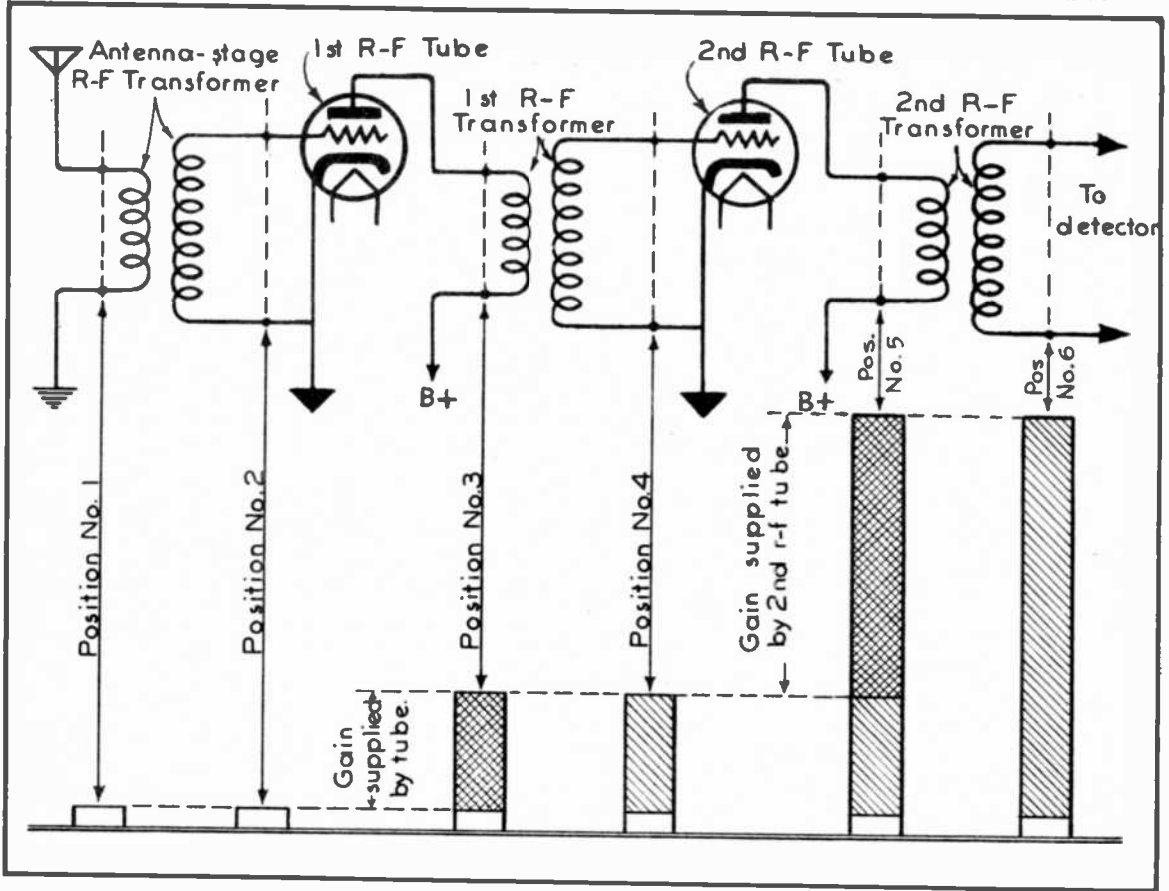 Antenna-stage
R-F Transformer
1st R-F Tube
1st R-F
Transformer
2nd R-F Tube
2nd R-F
Transformer
To
detector
B+
B+
Position No. 1
Position No. 2
Position No. 3
Position No. 4
Pos.
No. 5
Pos.
No. 6
Gain
supplied
by tube.
Gain supplied
by 2nd r-f tube